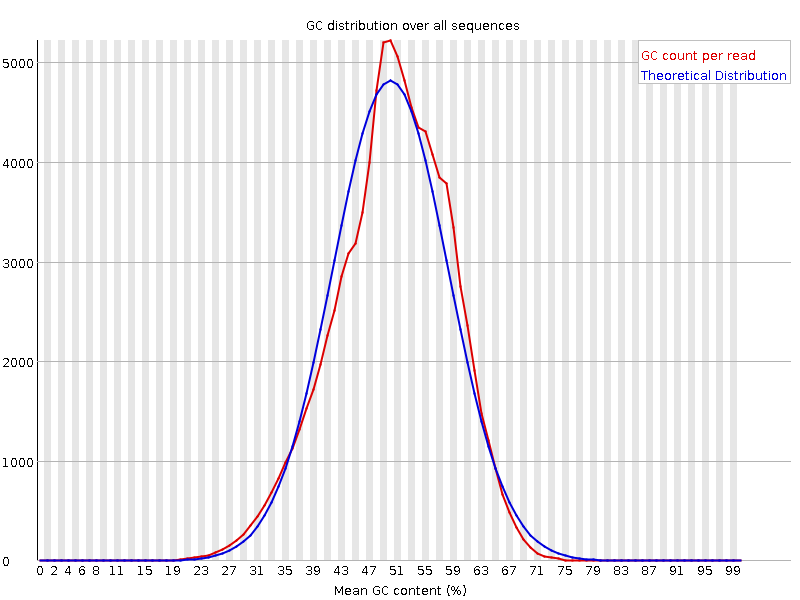 GC distribution over all sequences
GC count per read
Theoretical Distribution
5000
4000
3000
2000
1000
0
0 2 4 6 8 11 15 19 23 27 31 35 39 43 47 51 55 59 63 67 71 75 79 83 87 91 95 99
Mean GC content (%)